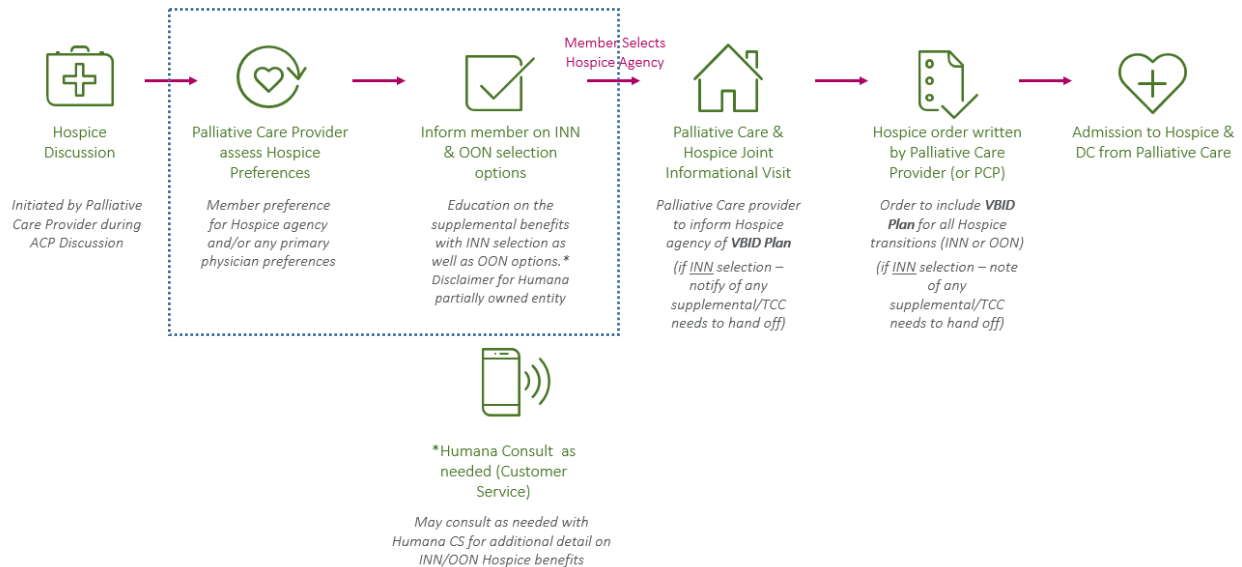 Hospice
Discussion
Initiated by Palliative
Care Provider during
ACP Discussion
Palliative Care Provider
assess Hospice
Preferences
Member preference
for Hospice agency
and/or any primary
physician preferences
Inform member on INN
& OON selection
options
Education on the
supplemental benefits
with INN selection as
well as OON options.*
Disclaimer for Humana
partially owned entity
Member Selects
Hospice Agency
Palliative Care &
Hospice Joint
Informational Visit
Palliative Care provider
to inform Hospice
agency of VBID Plan
(if INN selection –
notify of any
supplemental/TCC
needs to hand off)
Hospice order written
by Palliative Care
Provider (or PCP)
Order to include VBID
Plan for all Hospice
transitions (INN or OON)
(if INN selection – note
of any
supplemental/TCC
needs to hand off)
Admission to Hospice &
DC from Palliative Care
*Humana Consult as
needed (Customer
Service)
May consult as needed with
Humana CS for additional detail on
INN/OON Hospice benefits